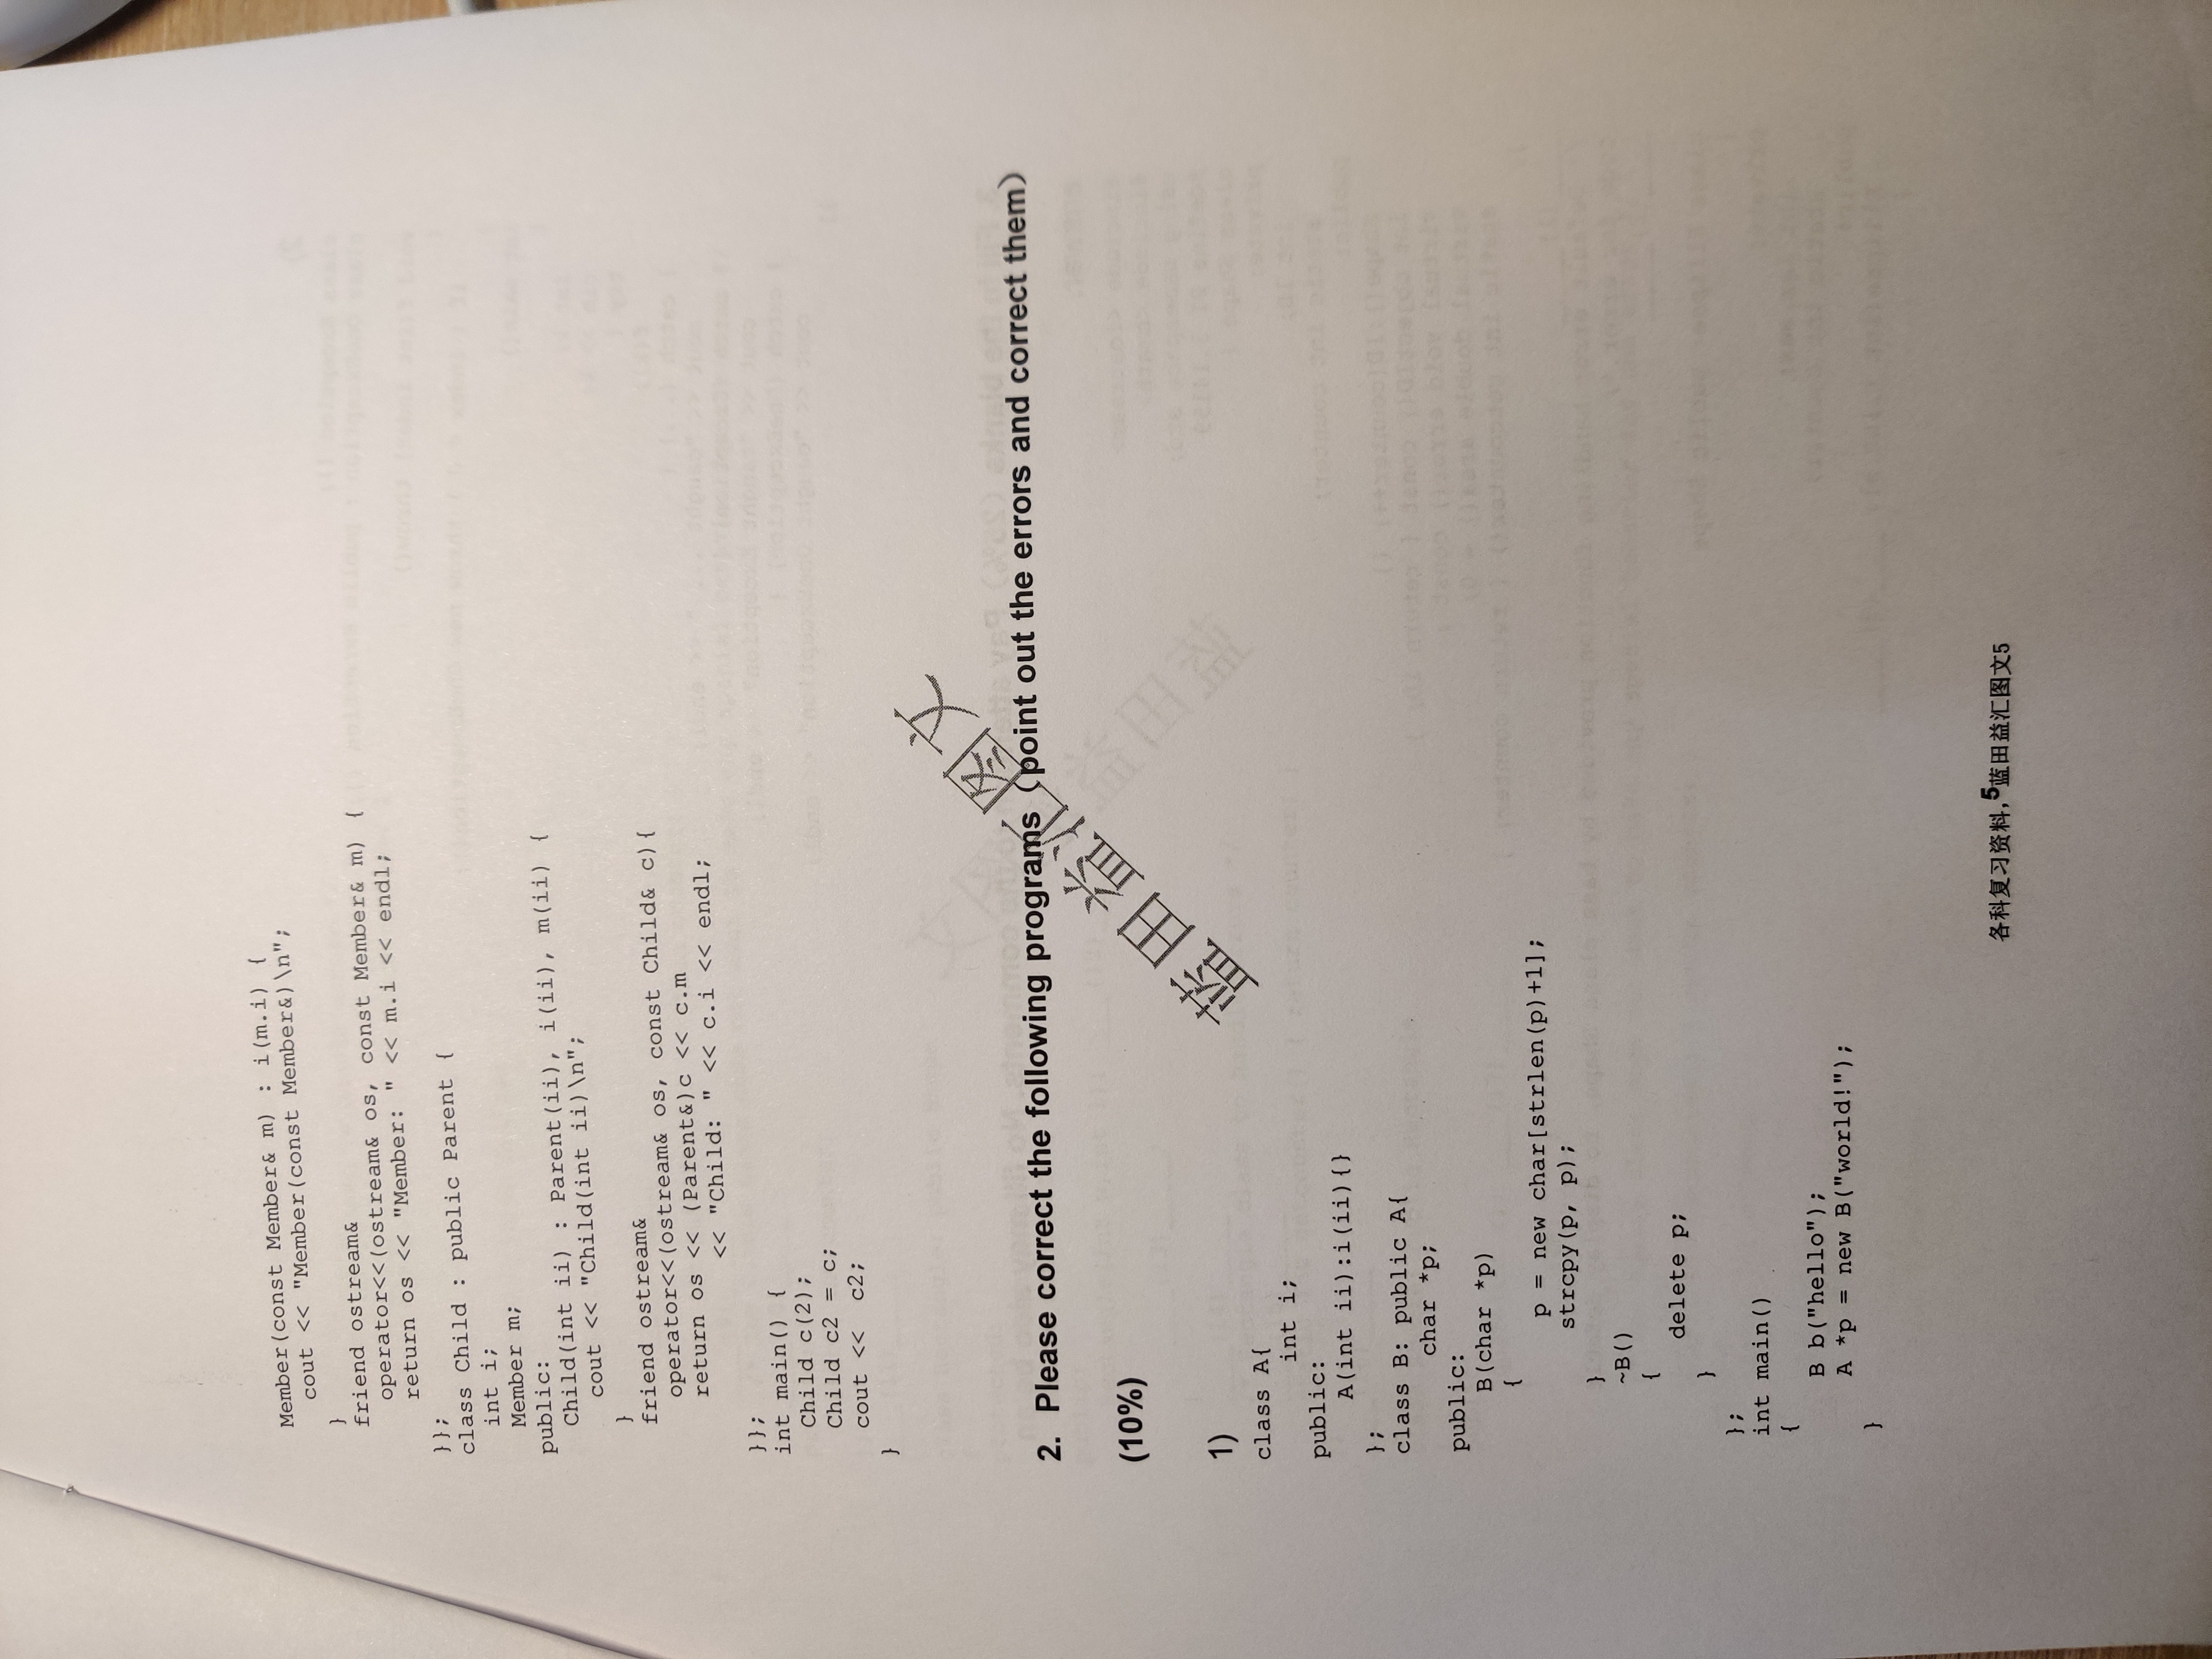 Member(const Member& m) : i(m.i) {
cout << "Member(const Member&)\n";
}
friend ostream&
operator<<(ostream& os, const Member& m) {
return os << "Member: " << m.i << endl;
}};
class Child : public Parent {
int i;
Member m;
public:
Child(int ii) : Parent(ii), i(ii), m(ii) {
cout << "Child(int ii)\n";
}
friend ostream&
operator<<(ostream& os, const Child& c){
return os << (Parent&)c << c.m
<< "Child: " << c.i << endl;
}};
int main() {
Child c(2);
Child c2 = c;
cout << c2;
}
2. Please correct the following programs（point out the errors and correct them）
(10%)
1)
class A{
int i;
public:
A(int ii):i(ii){}
};
class B: public A{
char *p;
public:
B(char *p)
{
p = new char[strlen(p)+1];
strcpy(p, p);
}
~B()
{
delete p;
}
};
int main()
{
B b("hello");
A *p = new B("world!");
}
蓝田益汇图文
各科复习资料,5蓝田益汇图文5